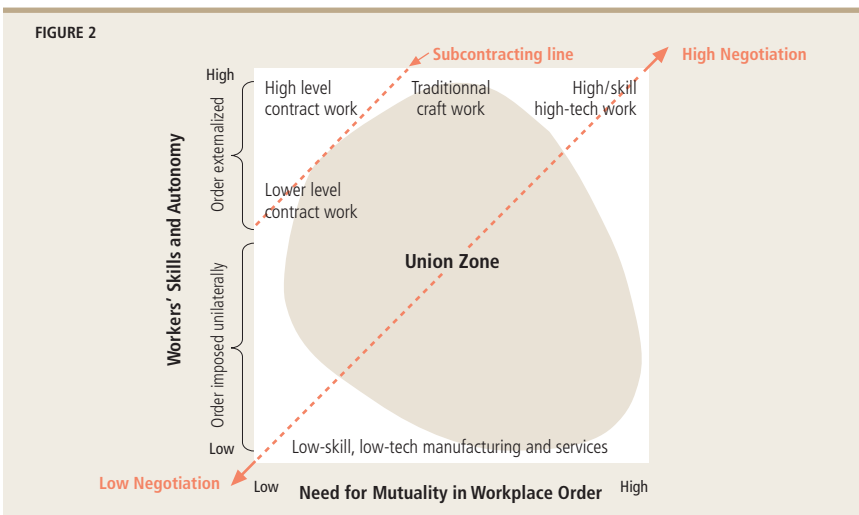 FIGURE 2
Subcontracting line
High Negotiation
High
High level
contract work
Traditionnal
craft work
High/skill
high-tech work
Order externalized
Lower level
contract work
Workers’ Skills and Autonomy
Union Zone
Order imposed unilaterally
Low
Low-skill, low-tech manufacturing and services
Low Negotiation
Low
Need for Mutuality in Workplace Order
High